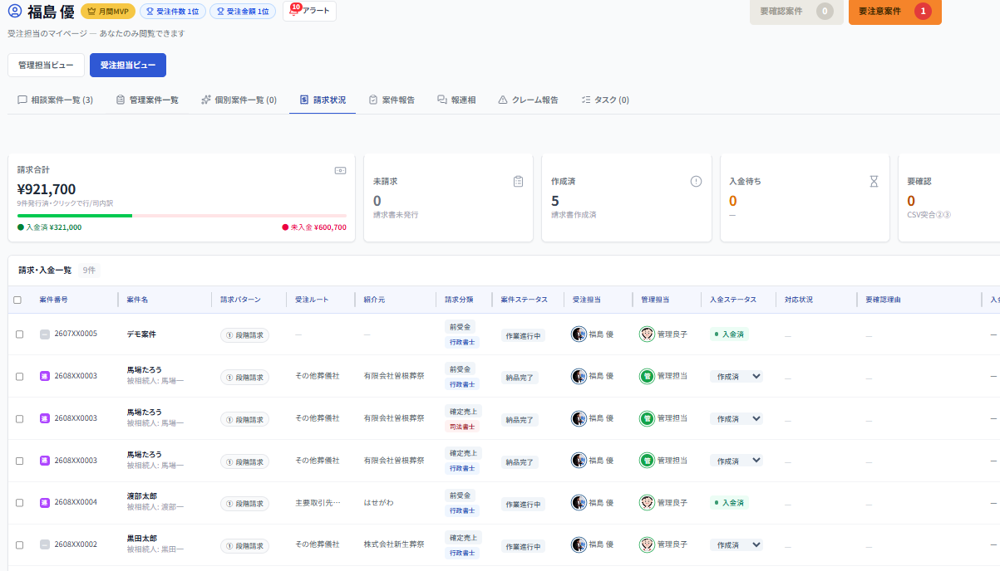 福島 優 月間MVP 受注件数 1位 受注金額 1位 10 アラート 要確認案件 0 要注意案件 1
受注担当のマイページ — あなたのみ閲覧できます
管理担当ビュー 受注担当ビュー
相談案件一覧 (3) 管理案件一覧 個別案件一覧 (0) 請求状況 案件報告 報連相 クレーム報告 タスク (0)
請求合計
¥921,700
9件発行済・クリックで行/司内訳
入金済 ¥321,000 未入金 ¥600,700
未請求
0
請求書未発行
作成済
5
請求書作成済
入金待ち
0
—
要確認
0
CSV突合②③
請求・入金一覧 9件
案件番号 案件名 請求パターン 受注ルート 紹介元 請求分類 案件ステータス 受注担当 管理担当 入金ステータス 対応状況 要確認理由
— 2607XX0005 デモ案件 ① 段階請求 — — 前受金 行政書士 作業進行中 福島 優 管理良子 入金済 — — —
連 2608XX0003 馬場たろう 被相続人: 馬場一 ① 段階請求 その他葬儀社 有限会社曽根葬祭 前受金 行政書士 納品完了 福島 優 管 管理担当 作成済 — — —
連 2608XX0003 馬場たろう 被相続人: 馬場一 ① 段階請求 その他葬儀社 有限会社曽根葬祭 確定売上 司法書士 納品完了 福島 優 管 管理担当 作成済 — — —
連 2608XX0003 馬場たろう 被相続人: 馬場一 ① 段階請求 その他葬儀社 有限会社曽根葬祭 確定売上 行政書士 納品完了 福島 優 管 管理担当 作成済 — — —
連 2608XX0004 渡部太郎 被相続人: 渡部一 ① 段階請求 主要取引先… はせがわ 前受金 行政書士 作業進行中 福島 優 管理良子 入金済 — — —
— 2608XX0002 黒田太郎 被相続人: 黒田一 ① 段階請求 その他葬儀社 株式会社新生葬祭 確定売上 行政書士 作業進行中 福島 優 管理良子 作成済 — — —